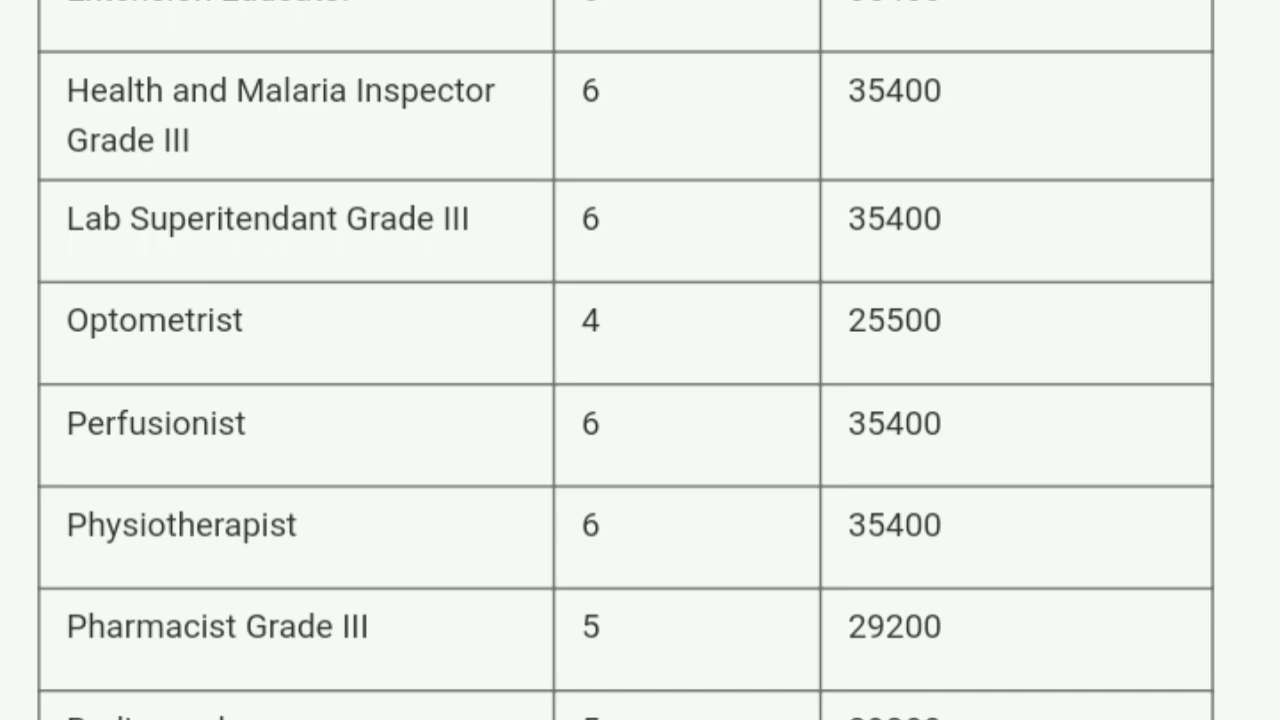 Health and Malaria Inspector 6 35400
Grade III
Lab Superitendant Grade III 6 35400
Optometrist 4 25500
Perfusionist 6 35400
Physiotherapist 6 35400
Pharmacist Grade III 5 29200